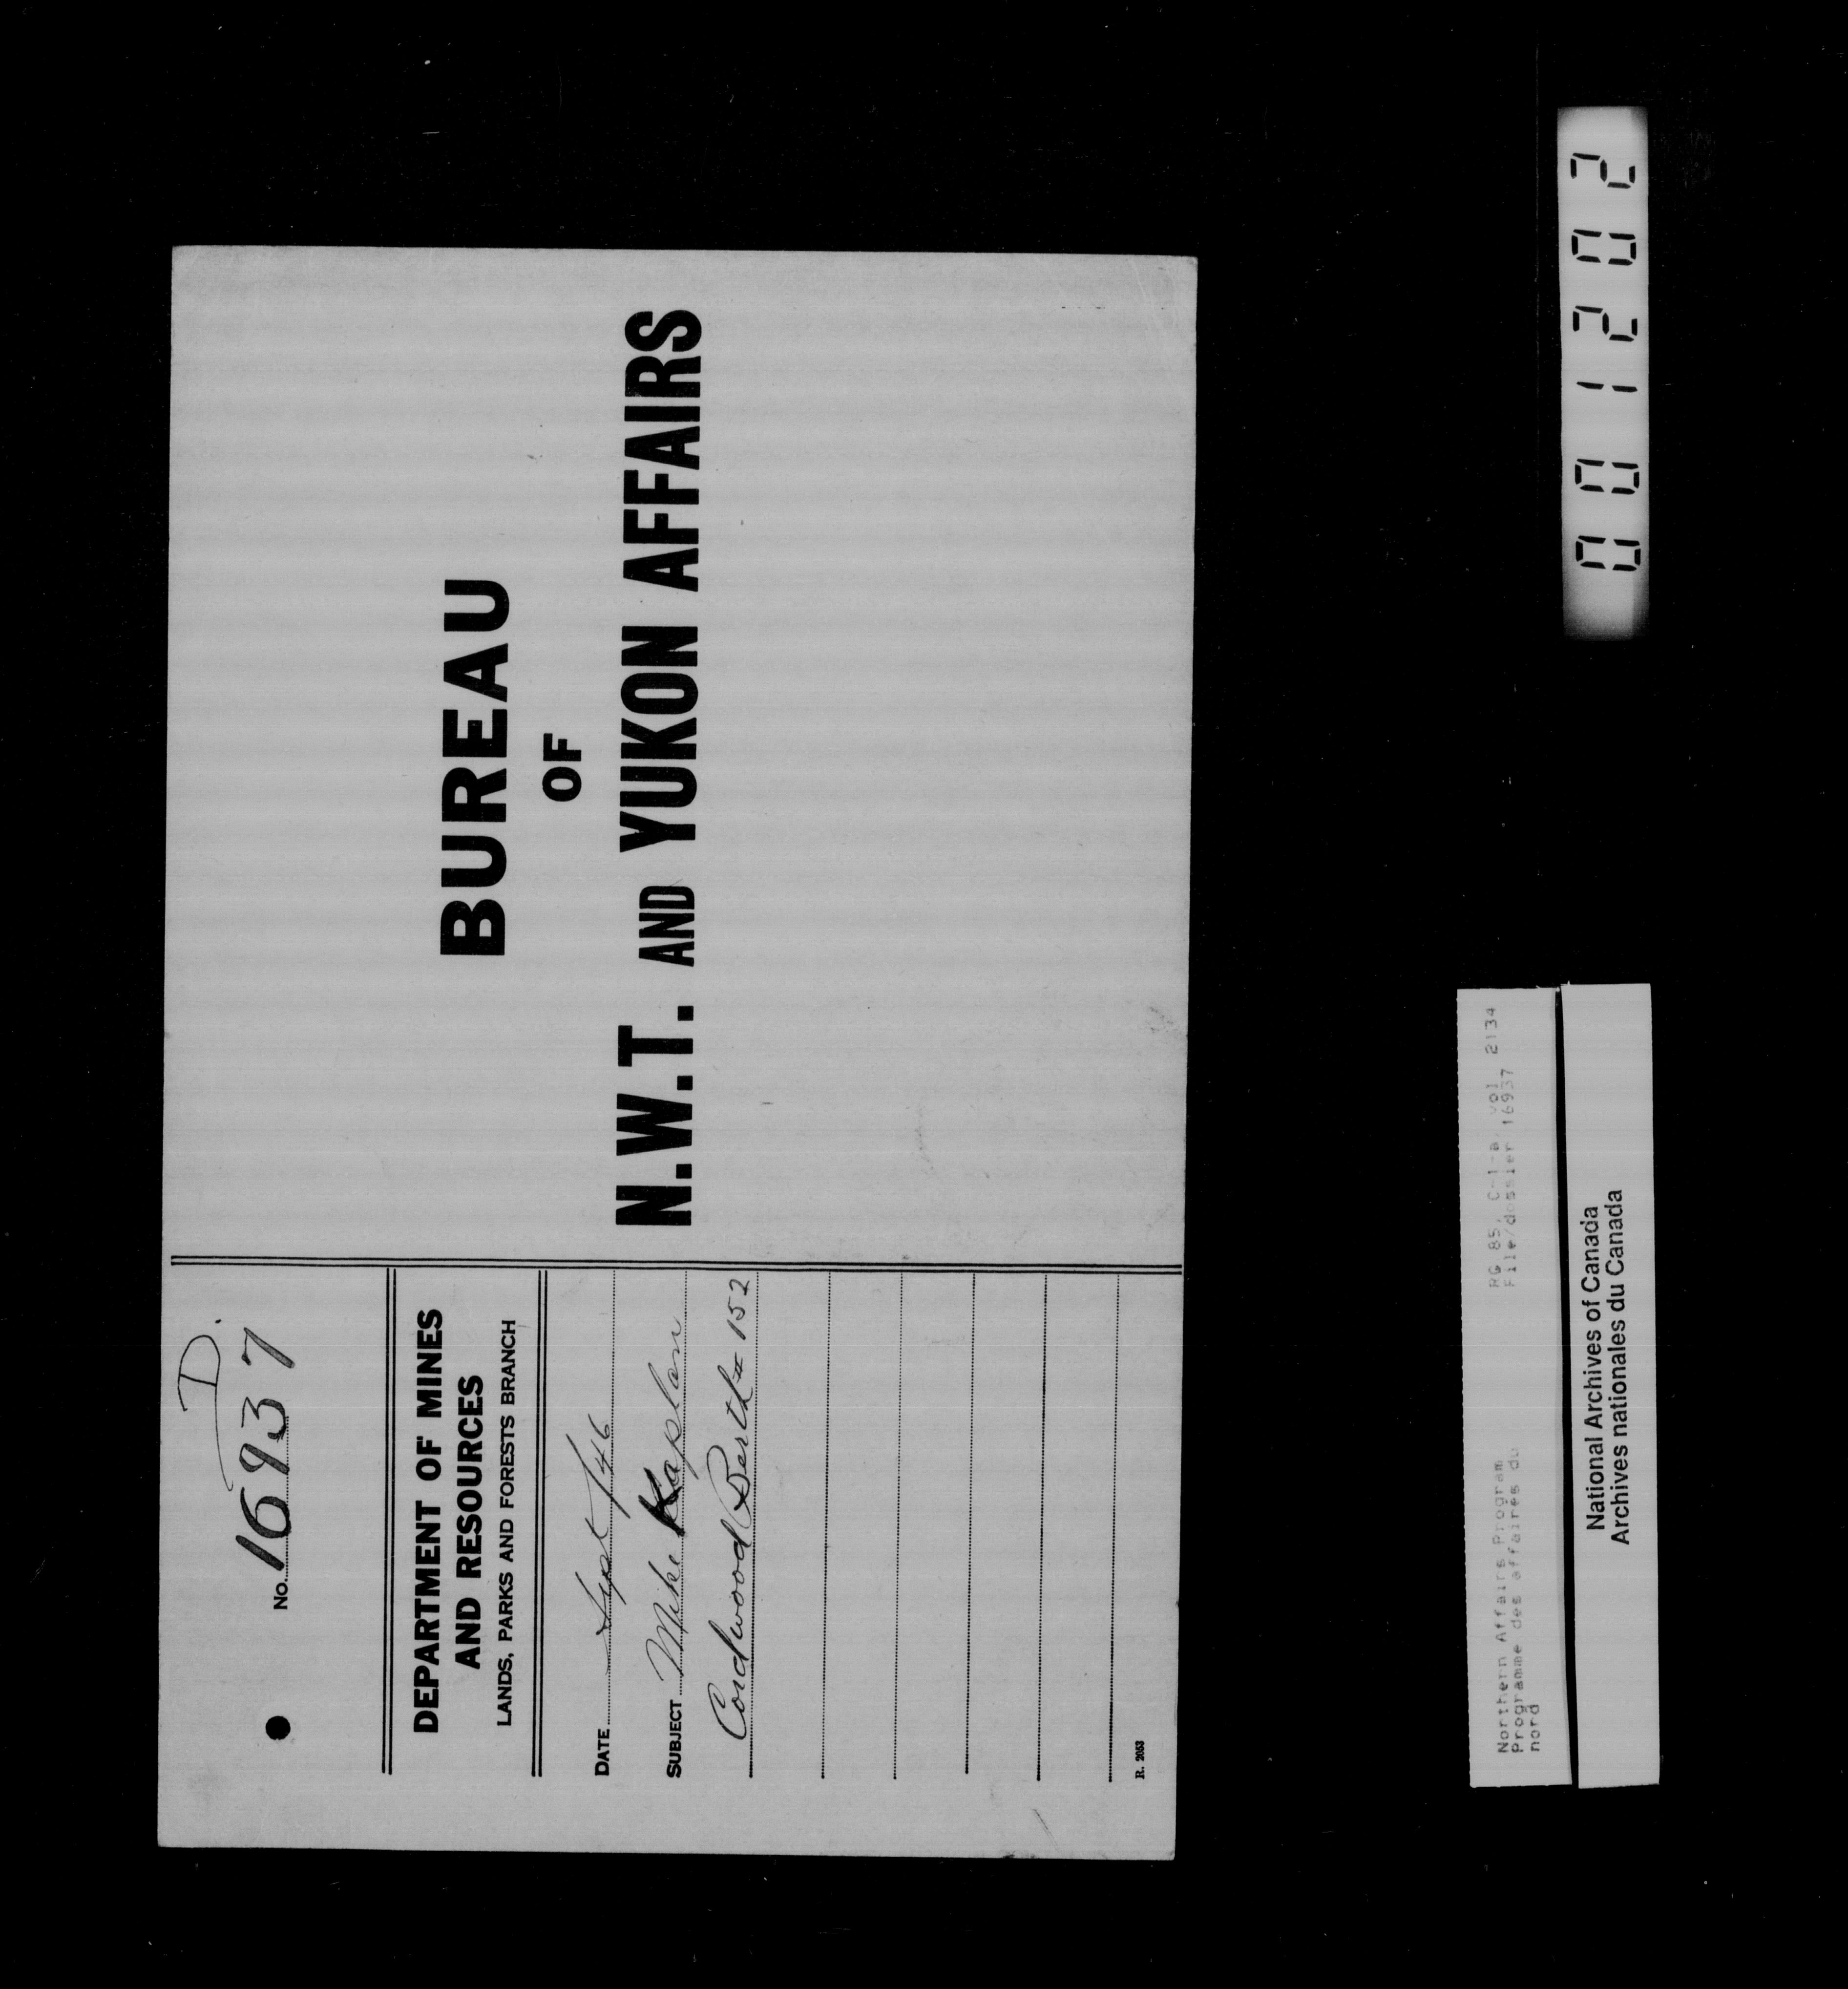 D.
No. 16937
DEPARTMENT OF MINES
AND RESOURCES
LANDS, PARKS AND FORESTS BRANCH
DATE Sept /46
SUBJECT Mike Kaplan
Cordwood Berth # 152
R. 2053
BUREAU
OF
N.W.T. AND YUKON AFFAIRS
Northern Affairs Program
Programme des affaires du
nord
RG 85, C-1-a, vol. 2134
File/dossier 16937
National Archives of Canada
Archives nationales du Canada
001202